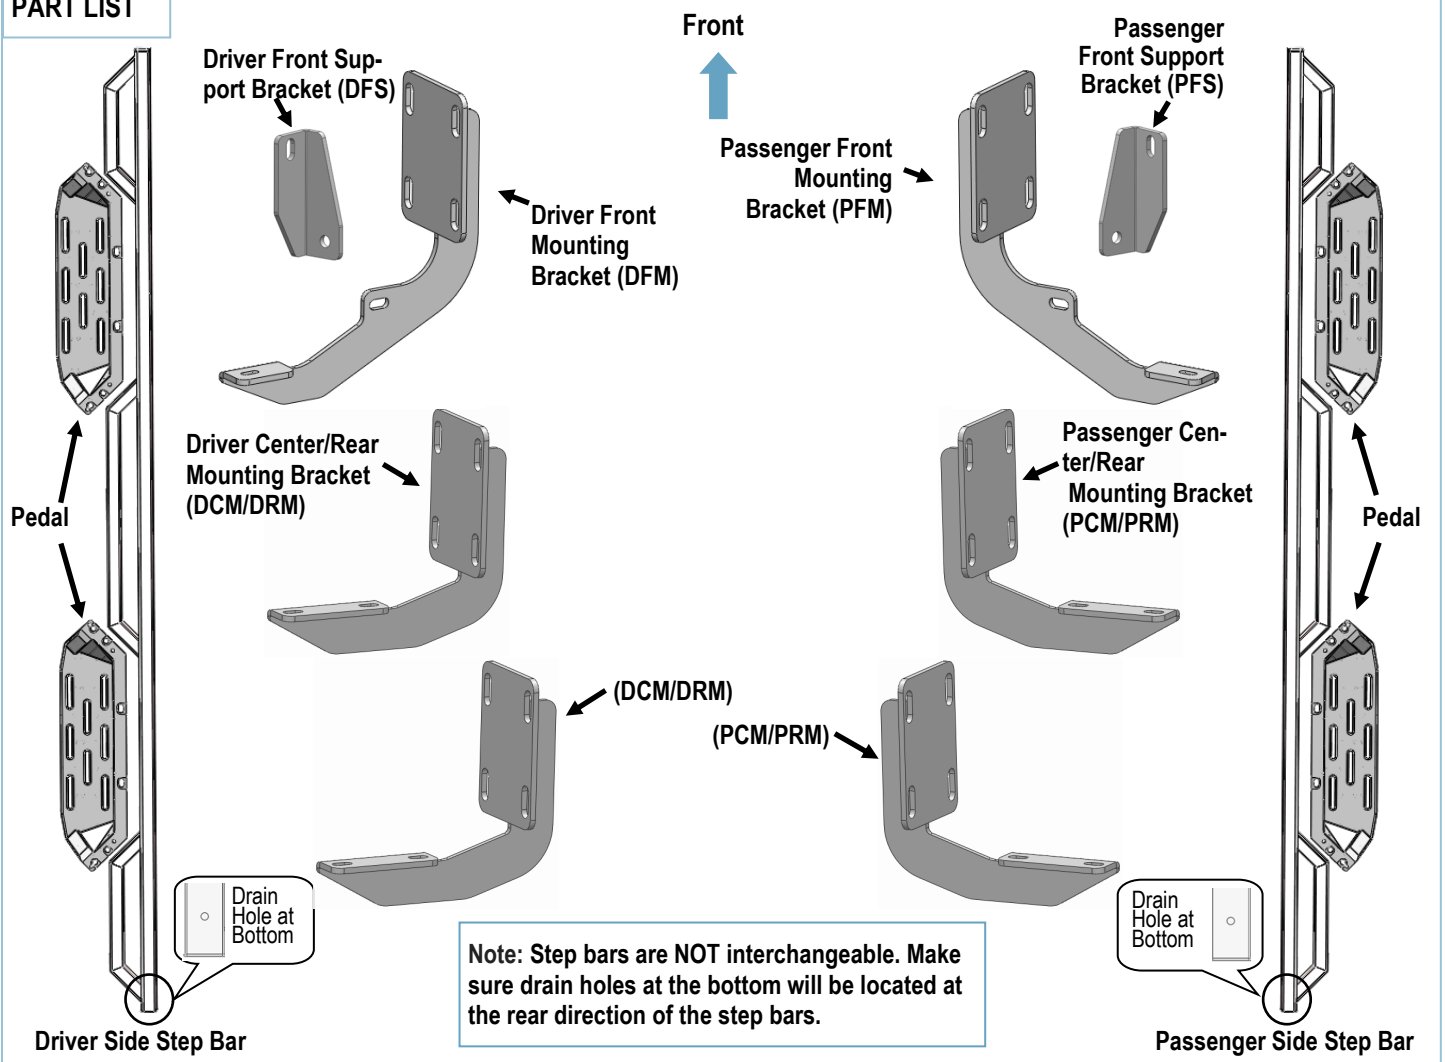 PART LIST
Front
Driver Front Sup-
port Bracket (DFS)
Passenger
Front Support
Bracket (PFS)
Passenger Front
Mounting
Bracket (PFM)
Driver Front
Mounting
Bracket (DFM)
Driver Center/Rear
Mounting Bracket
(DCM/DRM)
Passenger Cen-
ter/Rear
Mounting Bracket
(PCM/PRM)
Pedal
Pedal
(DCM/DRM)
(PCM/PRM)
Drain
Hole at
Bottom
Drain
Hole at
Bottom
Note: Step bars are NOT interchangeable. Make
sure drain holes at the bottom will be located at
the rear direction of the step bars.
Driver Side Step Bar
Passenger Side Step Bar